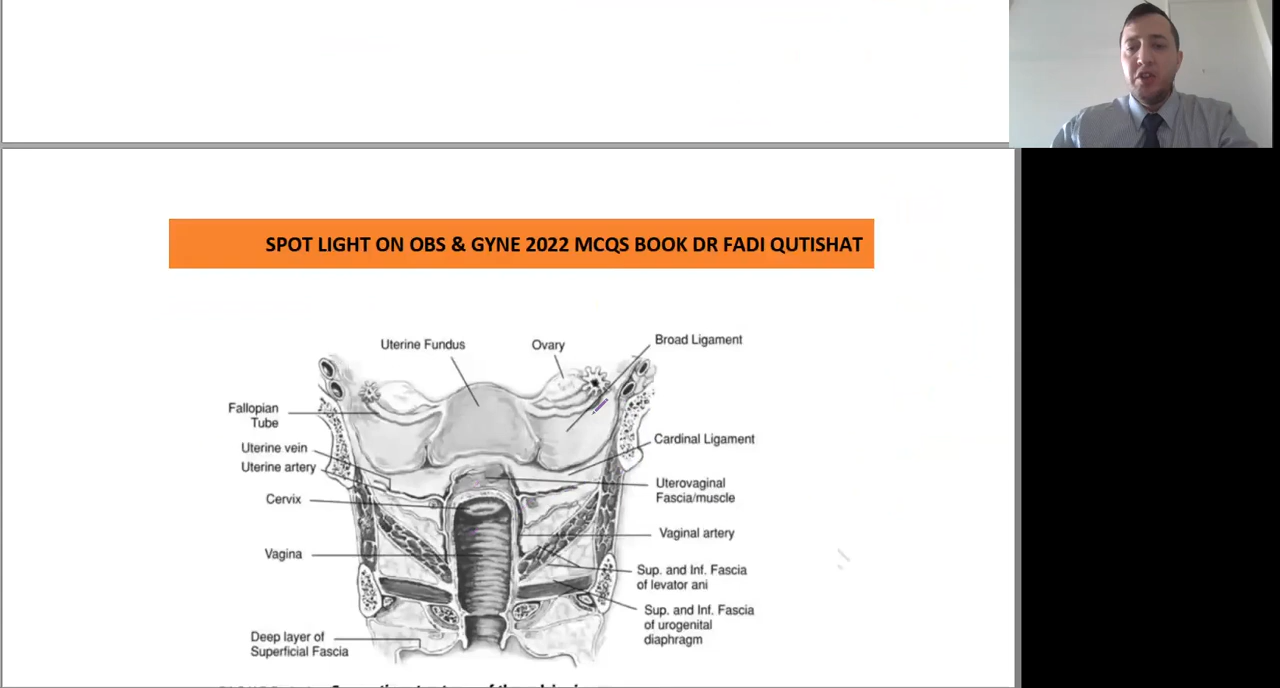 SPOT LIGHT ON OBS & GYNE 2022 MCQS BOOK DR FADI QUTISHAT
Uterine Fundus
Ovary
Broad Ligament
Fallopian
Tube
Uterine vein
Uterine artery
Cervix
Vagina
Deep layer of
Superficial Fascia
Cardinal Ligament
Uterovaginal
Fascia/muscle
Vaginal artery
Sup. and Inf. Fascia
of levator ani
Sup. and Inf. Fascia
of urogenital
diaphragm